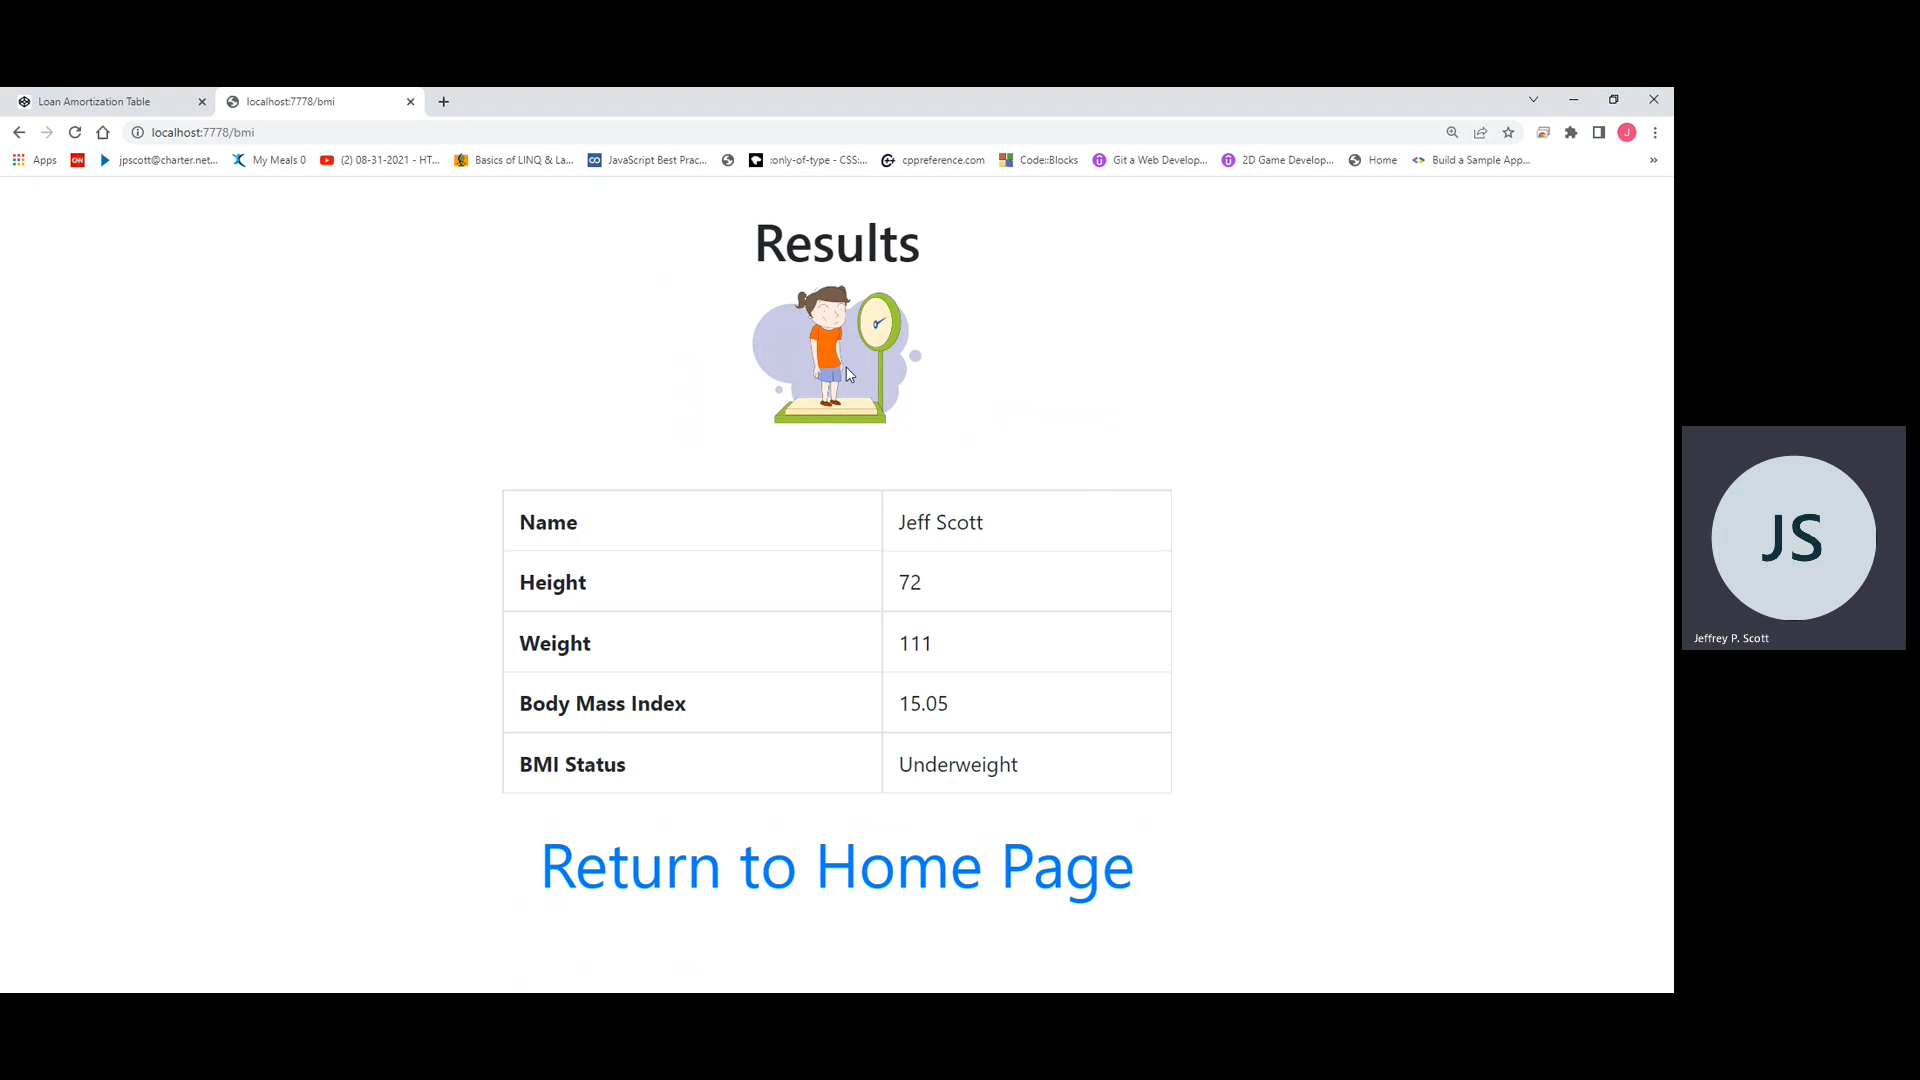 Loan Amortization Table
localhost:7778/bmi
localhost:7778/bmi
J
Apps
CNN
jpscott@charter.net...
My Meals 0
(2) 08-31-2021 - HT...
Basics of LINQ & La...
JavaScript Best Prac...
:only-of-type - CSS:...
cppreference.com
Code::Blocks
Git a Web Develop...
2D Game Develop...
Home
Build a Sample App...
Results
Name Jeff Scott
Height 72
Weight 111
Body Mass Index 15.05
BMI Status Underweight
Return to Home Page
JS
Jeffrey P. Scott